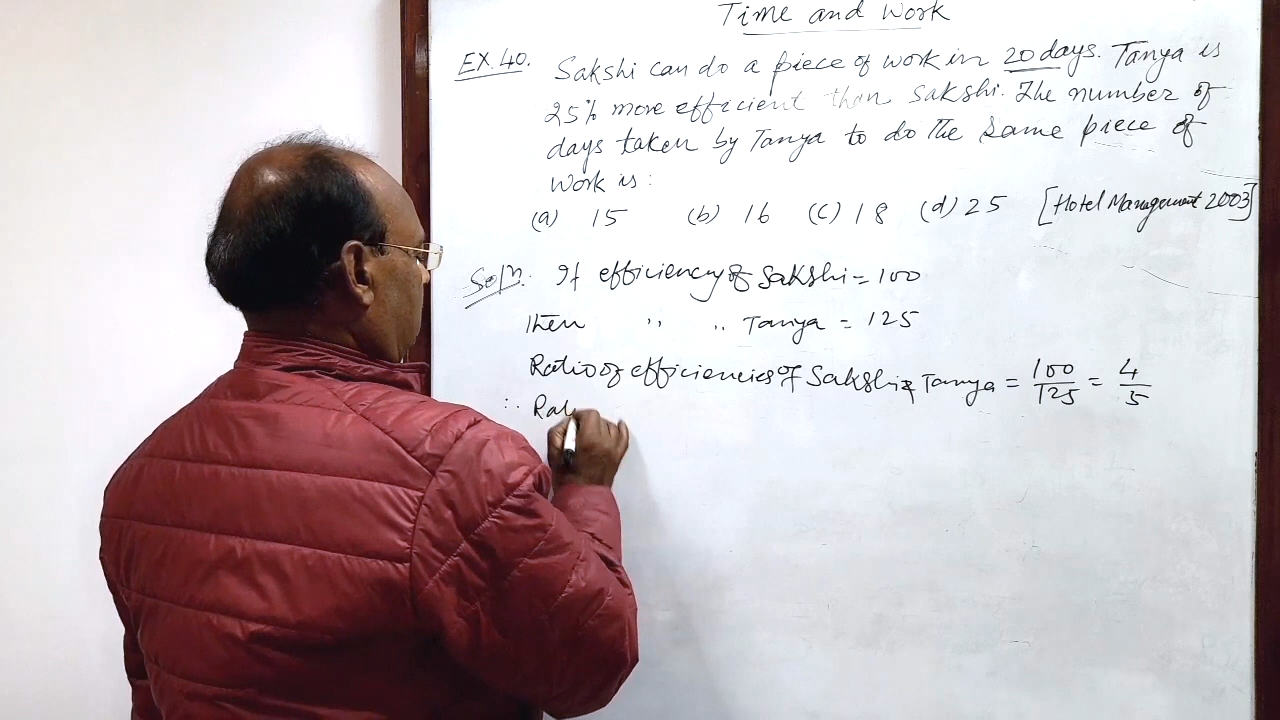 Time and Work
EX.40. Sakshi can do a piece of work in 20 days. Tanya is
25% more efficient than Sakshi. The number of
days taken by Tanya to do the same piece of
work is:
(a) 15 (b) 16 (c) 18 (d) 25 [Hotel Management 2003]
Solⁿ. If efficiency of Sakshi = 100
Then " " Tanya = 125
Ratio of efficiencies of Sakshi & Tanya = 100/125 = 4/5
∴ Rat